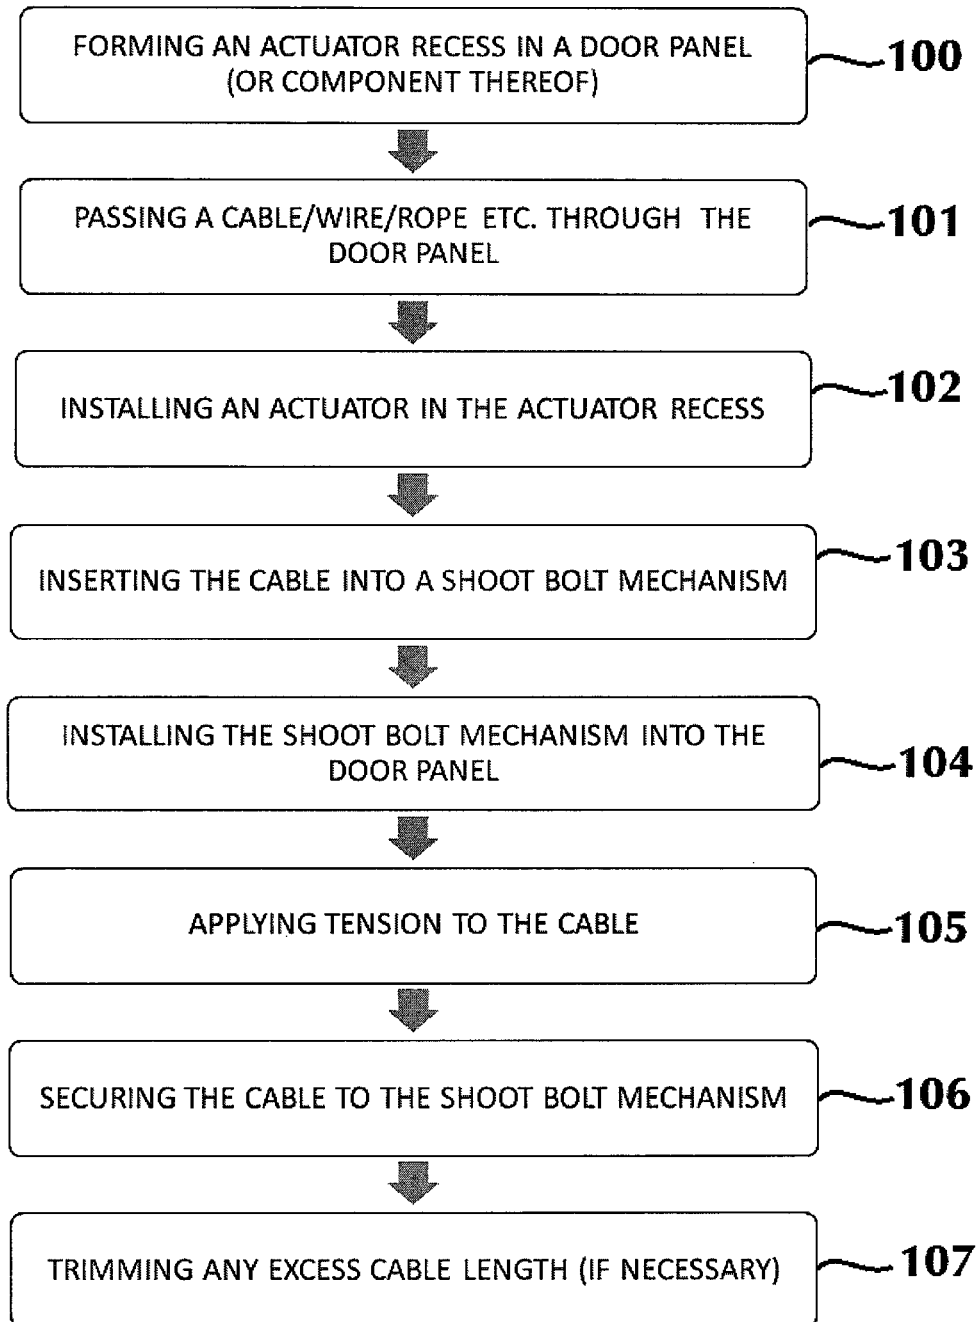 FORMING AN ACTUATOR RECESS IN A DOOR PANEL
(OR COMPONENT THEREOF)
100
PASSING A CABLE/WIRE/ROPE ETC. THROUGH THE
DOOR PANEL
101
INSTALLING AN ACTUATOR IN THE ACTUATOR RECESS
102
INSERTING THE CABLE INTO A SHOOT BOLT MECHANISM
103
INSTALLING THE SHOOT BOLT MECHANISM INTO THE
DOOR PANEL
104
APPLYING TENSION TO THE CABLE
105
SECURING THE CABLE TO THE SHOOT BOLT MECHANISM
106
TRIMMING ANY EXCESS CABLE LENGTH (IF NECESSARY)
107